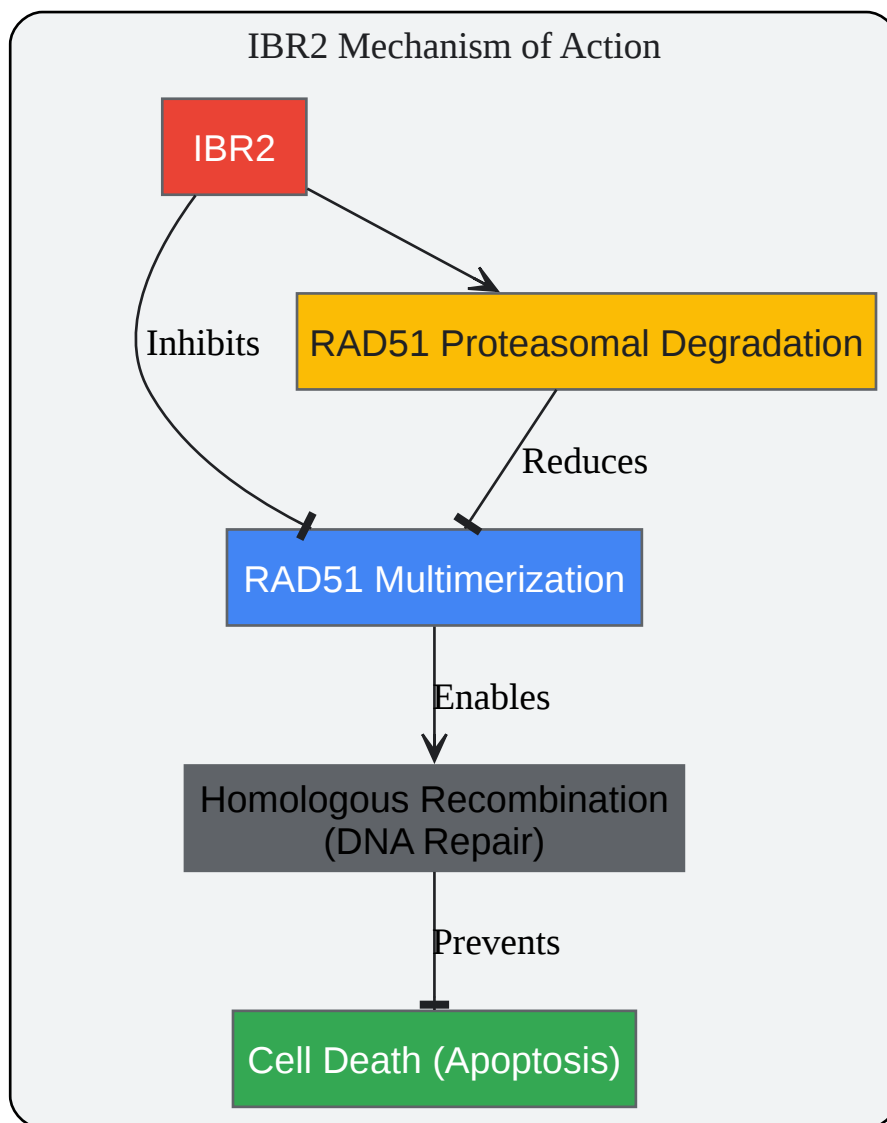 IBR2 Mechanism of Action
IBR2
Inhibits
RAD51 Proteasomal Degradation
Reduces
RAD51 Multimerization
Enables
Homologous Recombination
(DNA Repair)
Prevents
Cell Death (Apoptosis)